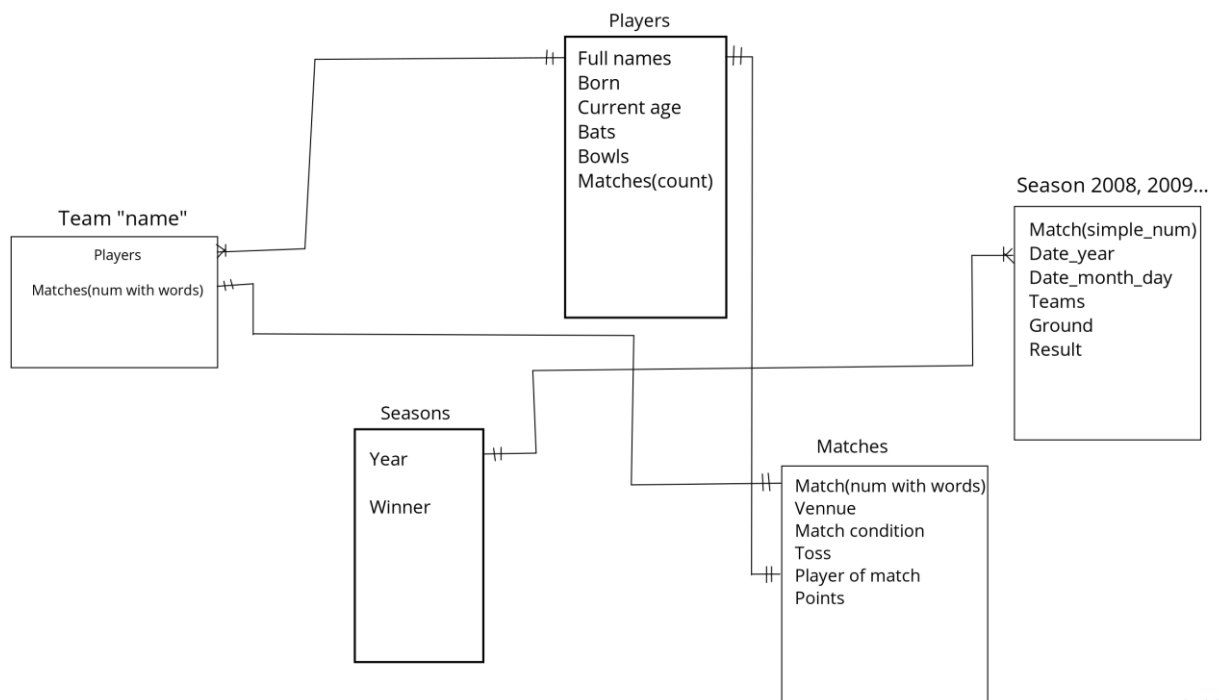 Players
Full names
Born
Current age
Bats
Bowls
Matches(count)
Season 2008, 2009...
Match(simple_num)
Date_year
Date_month_day
Teams
Ground
Result
Team "name"
Players
Matches(num with words)
Seasons
Year
Winner
Matches
Match(num with words)
Vennue
Match condition
Toss
Player of match
Points